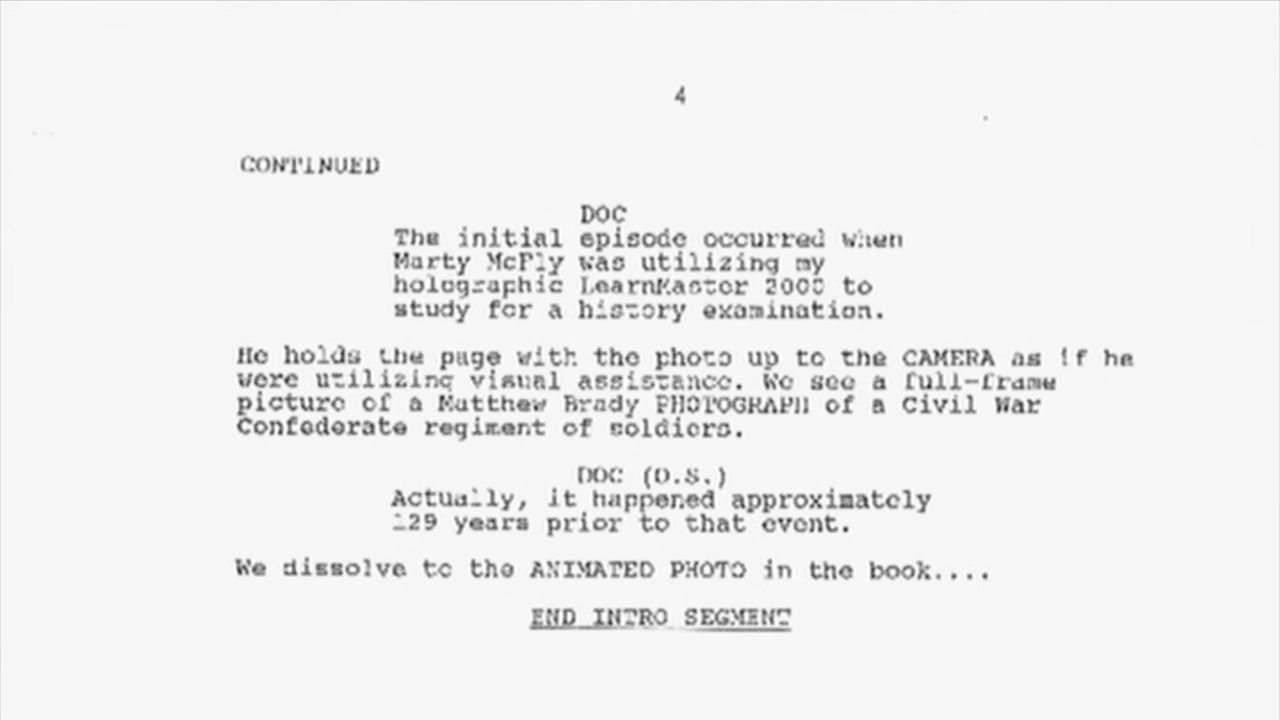 4
CONTINUED
DOC
The initial episode occurred when
Marty McFly was utilizing my
holographic LearnMaster 2000 to
study for a history examination.
He holds the page with the photo up to the CAMERA as if he
were utilizing visual assistance. We see a full-frame
picture of a Matthew Brady PHOTOGRAPH of a Civil War
Confederate regiment of soldiers.
DOC (O.S.)
Actually, it happened approximately
129 years prior to that event.
We dissolve to the ANIMATED PHOTO in the book....
END INTRO SEGMENT